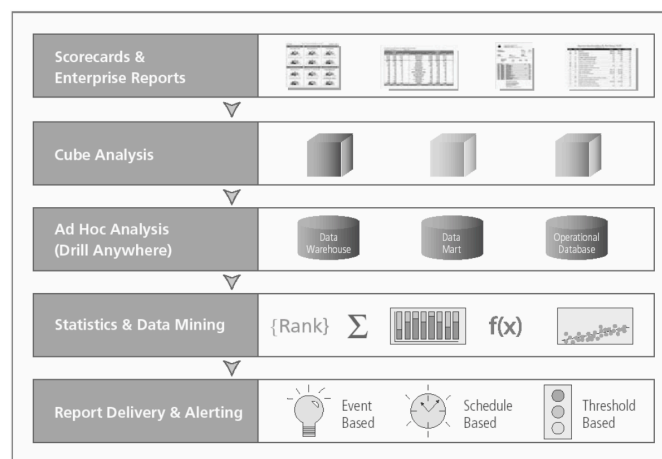 Scorecards &
Enterprise Reports
Cube Analysis
Ad Hoc Analysis
(Drill Anywhere)
Data
Warehouse
Data
Mart
Operational
Database
Statistics & Data Mining
{Rank}
Σ
f(x)
Report Delivery & Alerting
Event
Based
Schedule
Based
Threshold
Based